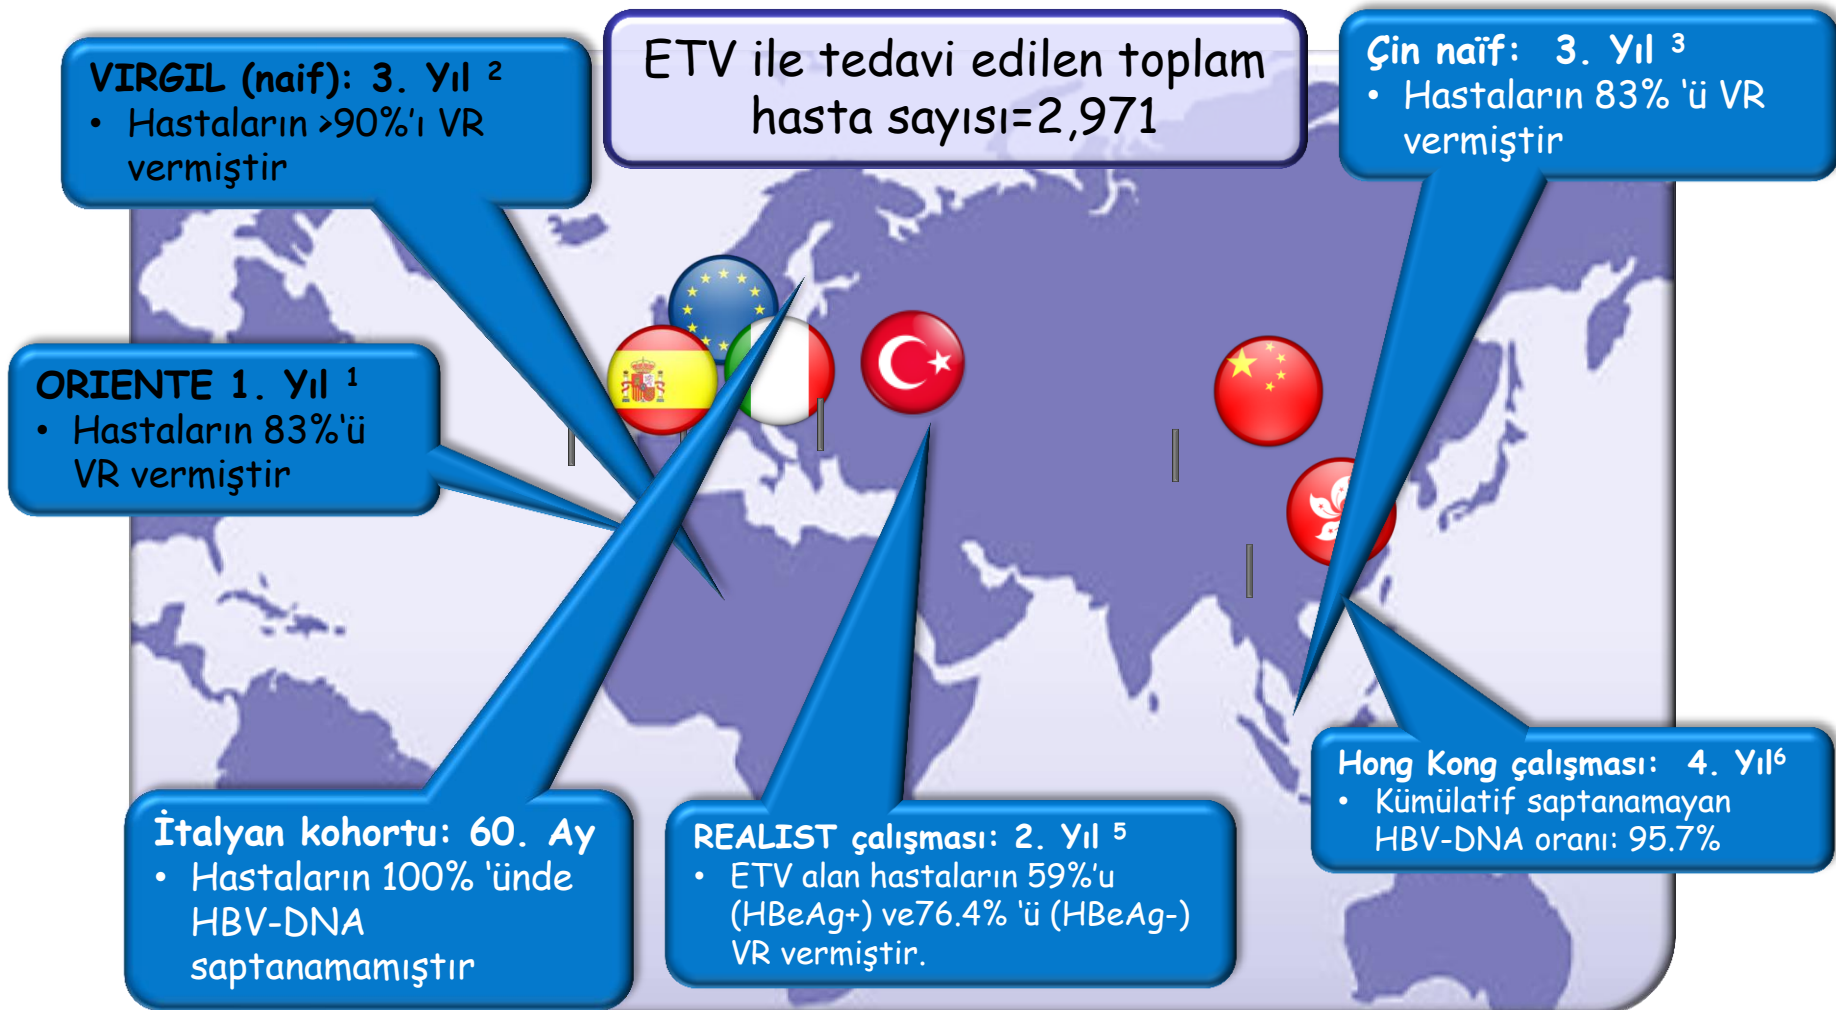 ETV ile tedavi edilen toplam
hasta sayısı=2,971
VIRGIL (naif): 3. Yıl ²
• Hastaların >90%’ı VR
vermiştir
Çin naïf: 3. Yıl ³
• Hastaların 83% ‘ü VR
vermiştir
ORIENTE 1. Yıl ¹
• Hastaların 83%‘ü
VR vermiştir
İtalyan kohortu: 60. Ay
• Hastaların 100% ‘ünde
HBV-DNA
saptanamamıştır
REALIST çalışması: 2. Yıl ⁵
• ETV alan hastaların 59%’u
(HBeAg+) ve76.4% ‘ü (HBeAg-)
VR vermiştir.
Hong Kong çalışması: 4. Yıl⁶
• Kümülatif saptanamayan
HBV-DNA oranı: 95.7%